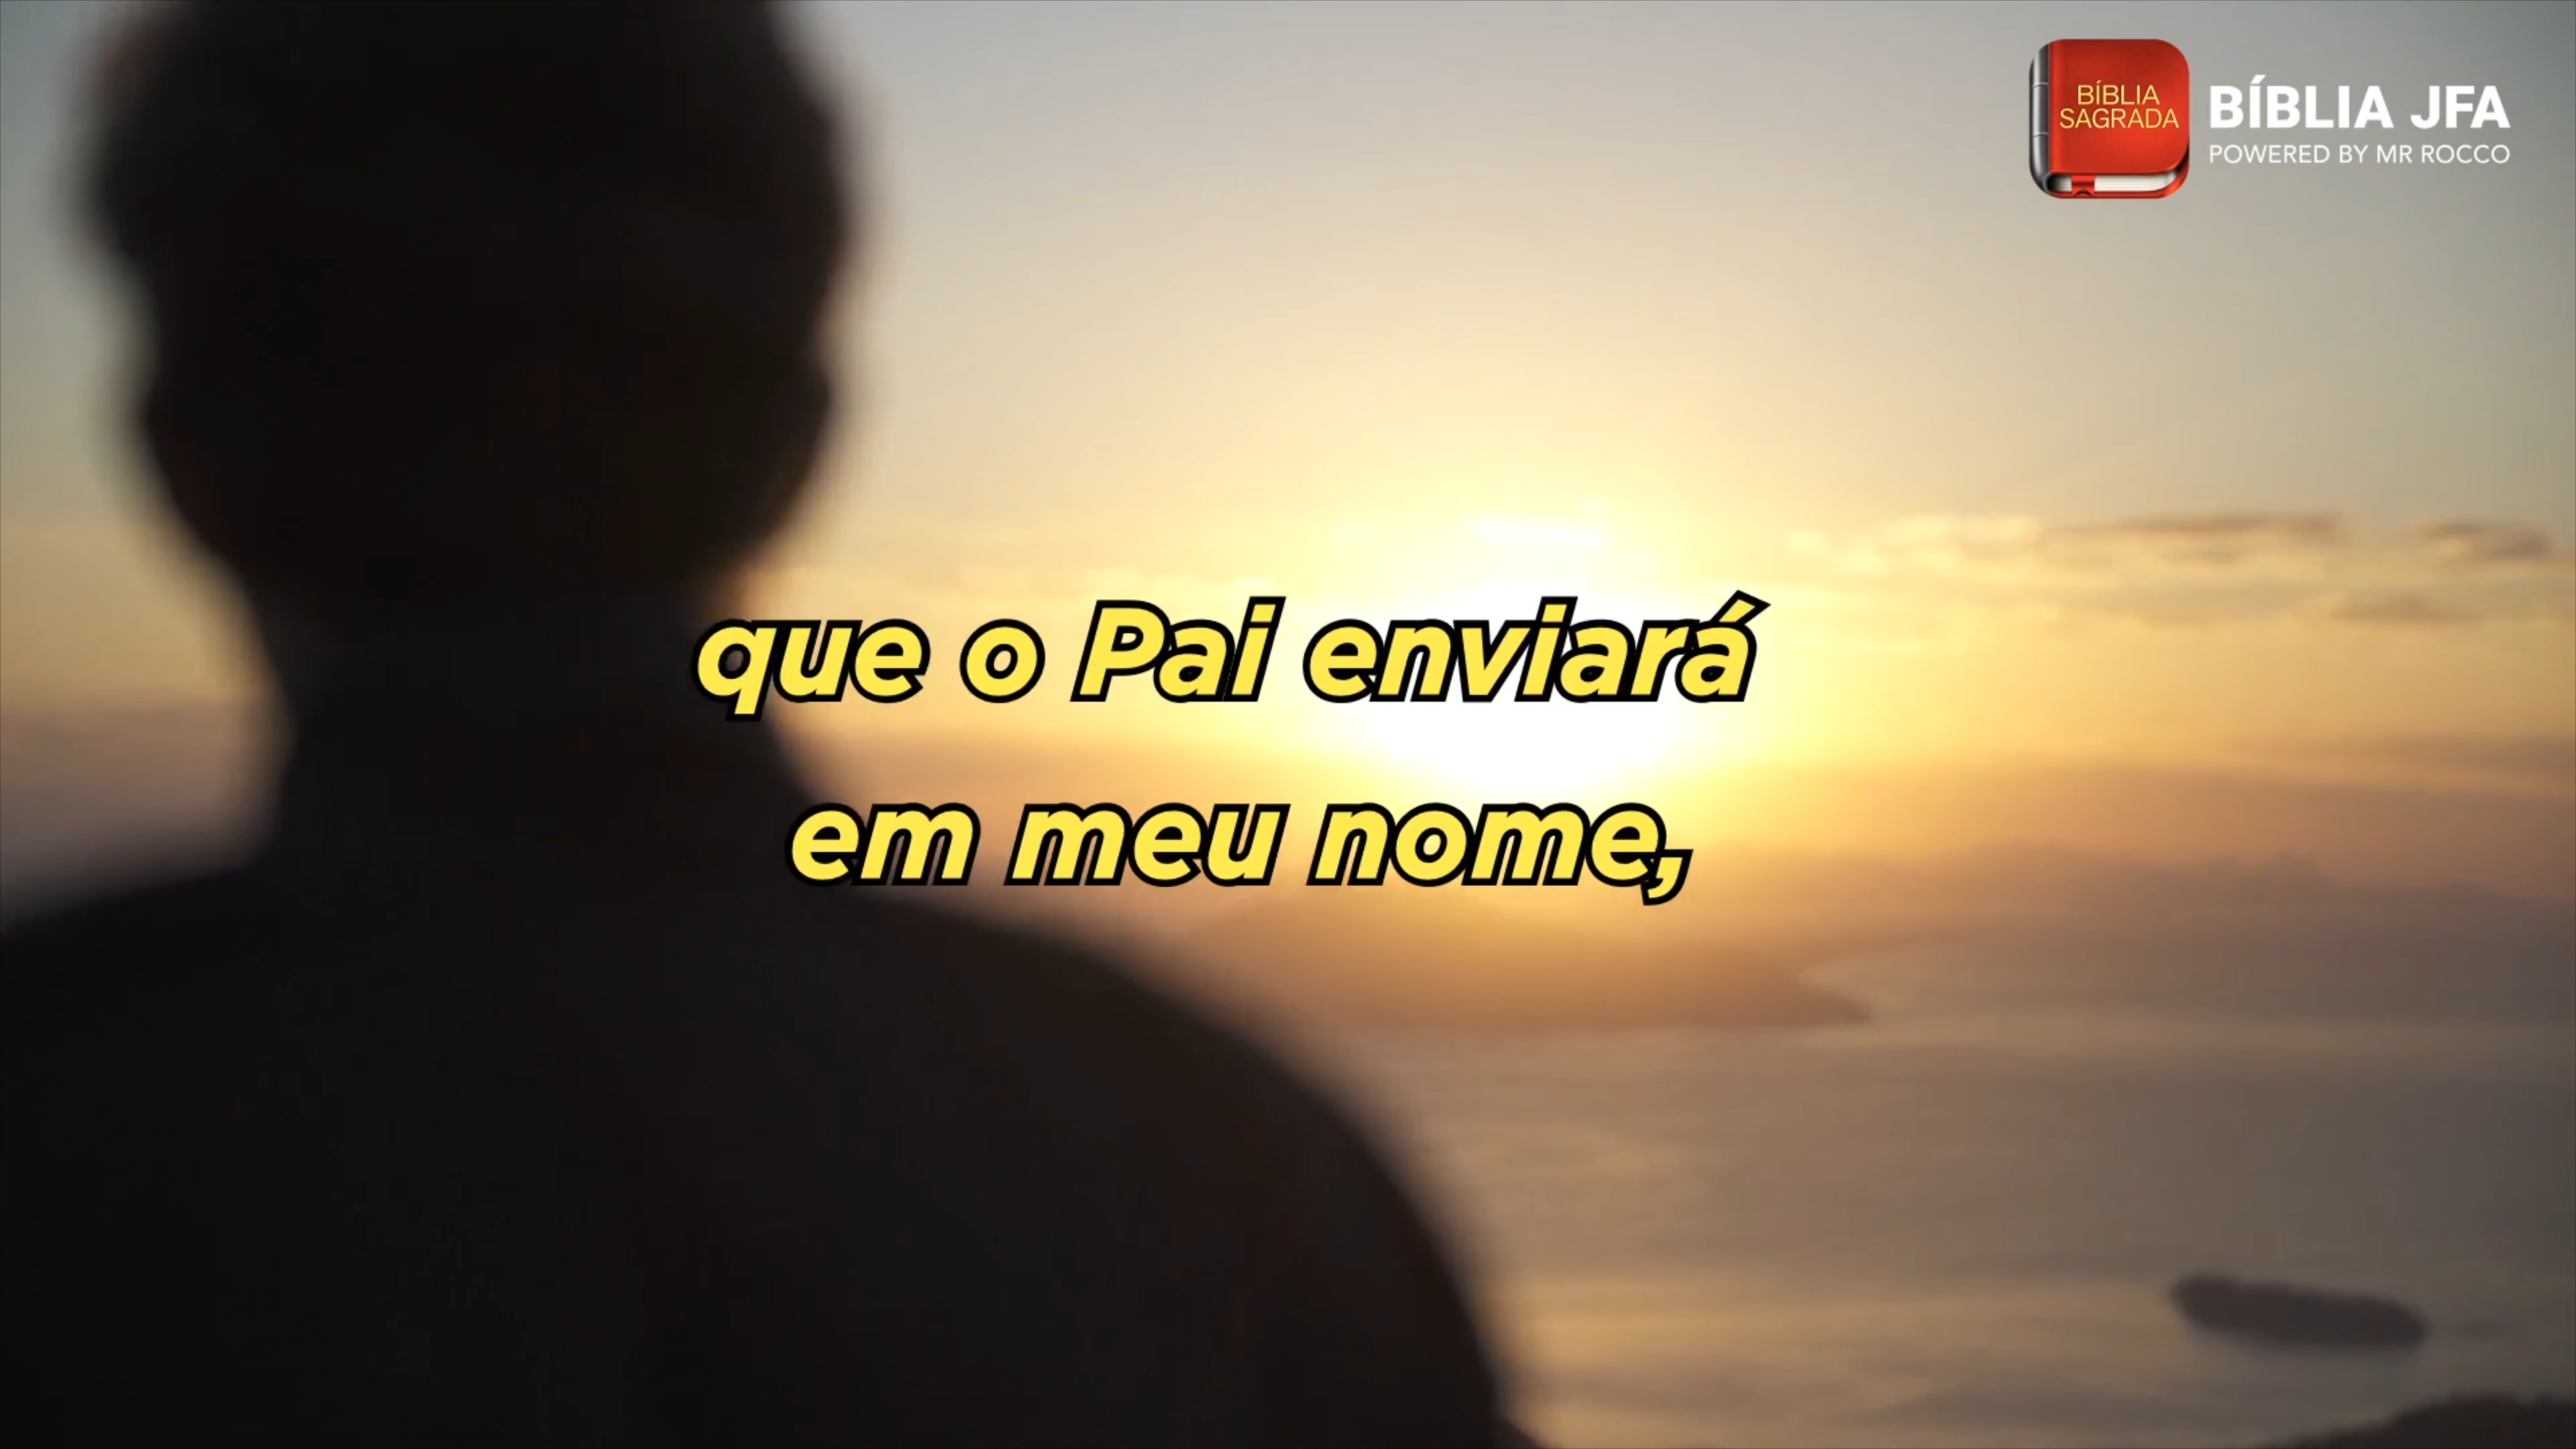 BÍBLIA
SAGRADA
BÍBLIA JFA
POWERED BY MR ROCCO
que o Pai enviará
em meu nome,